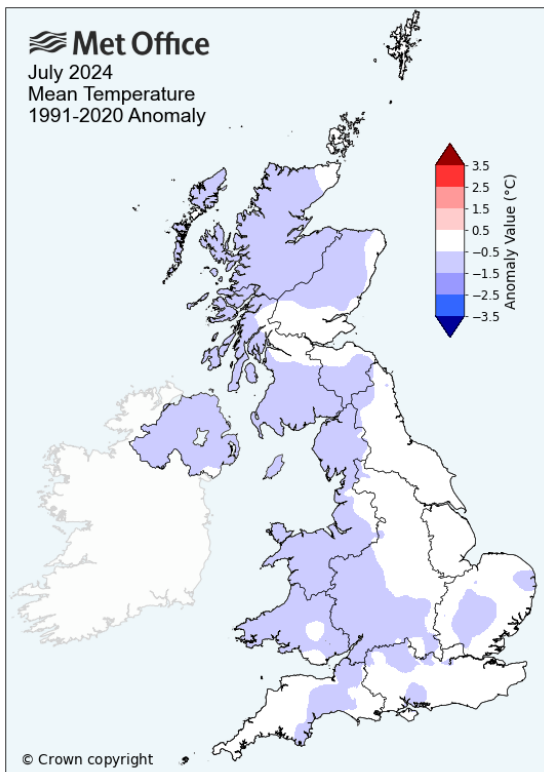 Met Office
July 2024
Mean Temperature
1991-2020 Anomaly
3.5
2.5
1.5
0.5
−0.5
−1.5
−2.5
−3.5
Anomaly Value (°C)
© Crown copyright